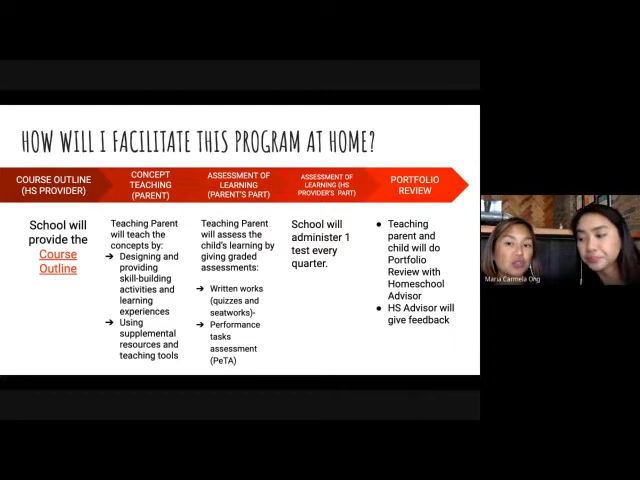 HOW WILL I FACILITATE THIS PROGRAM AT HOME?
COURSE OUTLINE
(HS PROVIDER)
CONCEPT
TEACHING
(PARENT)
ASSESSMENT OF
LEARNING
(PARENT'S PART)
ASSESSMENT OF
LEARNING (HS
PROVIDER'S PART)
PORTFOLIO
REVIEW
School will
provide the
Course
Outline
Teaching Parent
will teach the
concepts by:
➔ Designing and
providing
skill-building
activities and
learning
experiences
➔ Using
supplemental
resources and
teaching tools
Teaching Parent
will assess the
child's learning by
giving graded
assessments:
➔ Written works
(quizzes and
seatworks)-
➔ Performance
tasks
assessment
(PeTA)
School will
administer 1
test every
quarter.
● Teaching
parent and
child will do
Portfolio
Review with
Homeschool
Advisor
● HS Advisor will
give feedback
Maria Carmela Ong